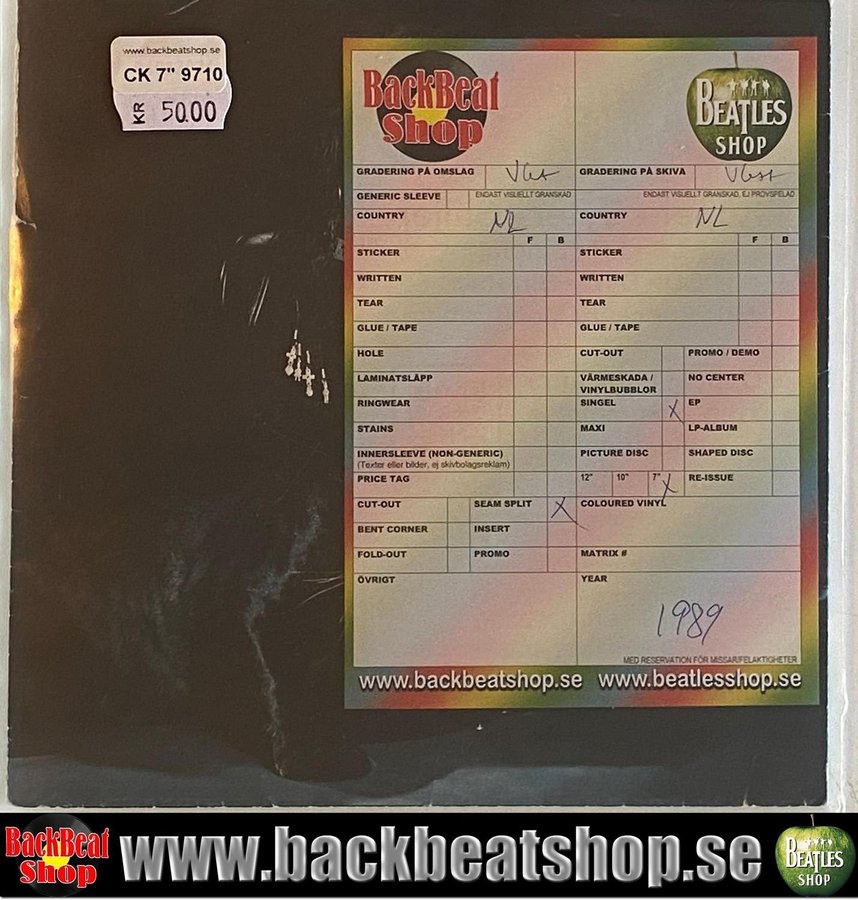 www.backbeatshop.se
CK 7" 9710
KR 50.00
BackBeat
Shop
BEATLES
SHOP
GRADERING PÅ OMSLAG
GRADERING PÅ SKIVA
GENERIC SLEEVE
ENDAST VISUELLT GRANSKAD
ENDAST VISUELLT GRANSKAD, EJ PROVSPELAD
COUNTRY NL
COUNTRY NL
F B
F B
STICKER
STICKER
WRITTEN
WRITTEN
TEAR
TEAR
GLUE / TAPE
GLUE / TAPE
HOLE
CUT-OUT
PROMO / DEMO
LAMINATSLÄPP
VÄRMESKADA /
VINYLBUBBLOR
NO CENTER
RINGWEAR
SINGEL X
EP
STAINS
MAXI
LP-ALBUM
INNERSLEEVE (NON-GENERIC)
(Texter eller bilder, ej skivbolagsreklam)
PICTURE DISC
SHAPED DISC
PRICE TAG
12" 10" 7" X
RE-ISSUE
CUT-OUT
SEAM SPLIT X
COLOURED VINYL
BENT CORNER
INSERT
FOLD-OUT
PROMO
MATRIX #
ÖVRIGT
YEAR
1989
MED RESERVATION FÖR MISSAR/FELAKTIGHETER
www.backbeatshop.se www.beatlesshop.se
BackBeat
Shop
www.backbeatshop.se
BEATLES
SHOP